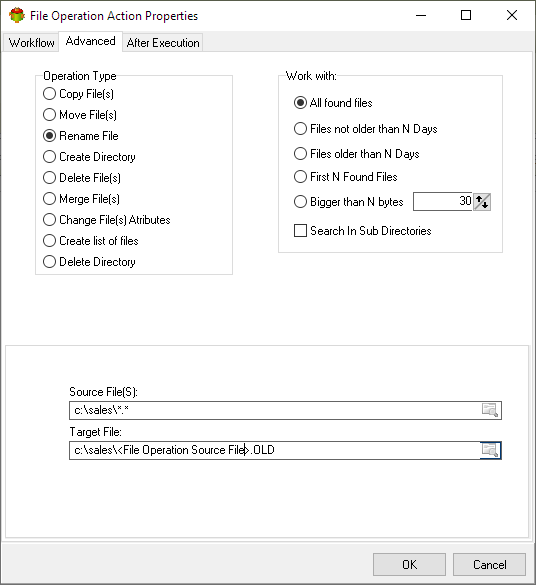 File Operation Action Properties
Workflow Advanced After Execution
Operation Type
Copy File(s)
Move File(s)
Rename File
Create Directory
Delete File(s)
Merge File(s)
Change File(s) Atributes
Create list of files
Delete Directory
Work with:
All found files
Files not older than N Days
Files older than N Days
First N Found Files
Bigger than N bytes 30
Search In Sub Directories
Source File(S):
c:\sales\*.*
Target File:
c:\sales\<File Operation Source File>.OLD
OK Cancel